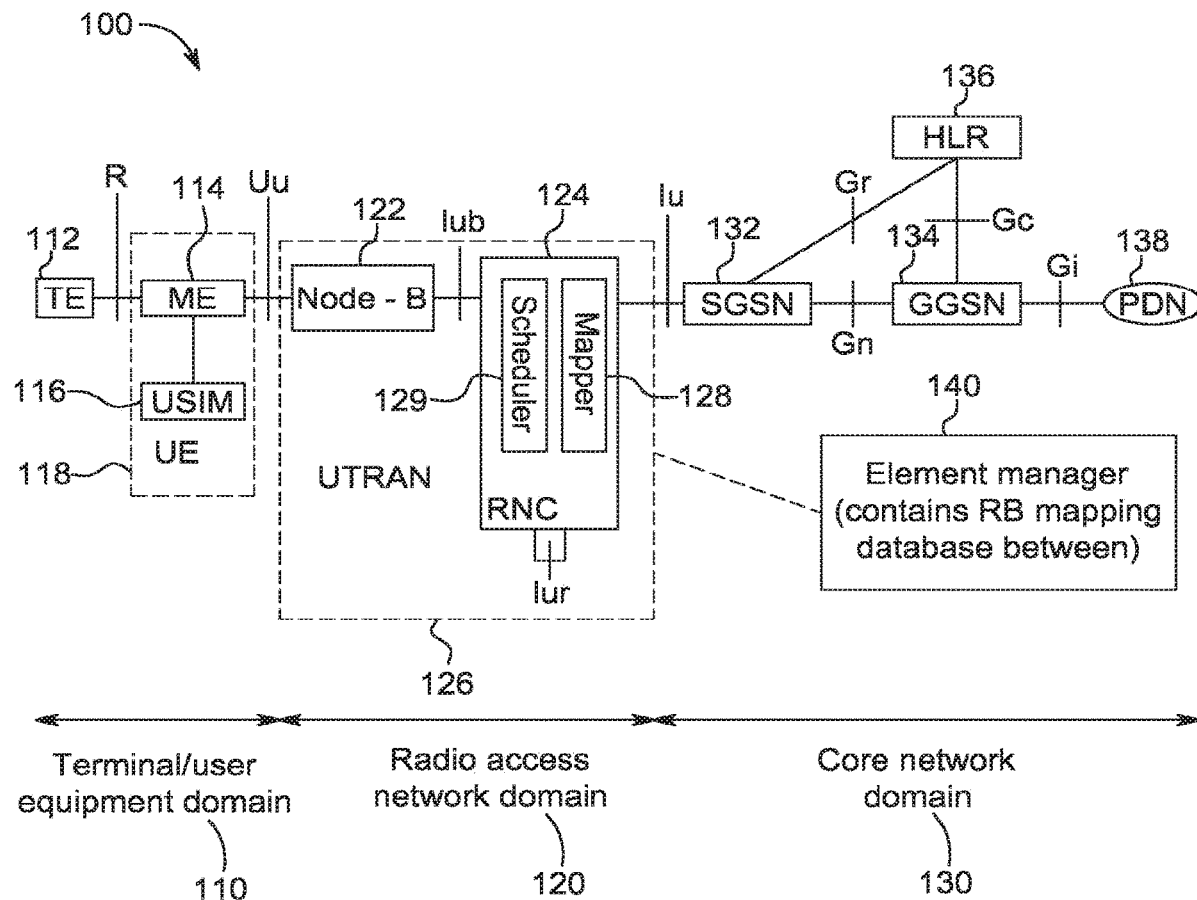 100
136
HLR
R
114
Uu
122
Iub
124
Iu
132
Gr
134
Gc
138
112
Gi
TE
ME
Node - B
Scheduler
Mapper
SGSN
GGSN
PDN
Gn
116
USIM
129
128
140
UE
118
UTRAN
RNC
Iur
Element manager
(contains RB mapping
database between)
126
Terminal/user
equipment domain
Radio access
network domain
Core network
domain
110
120
130